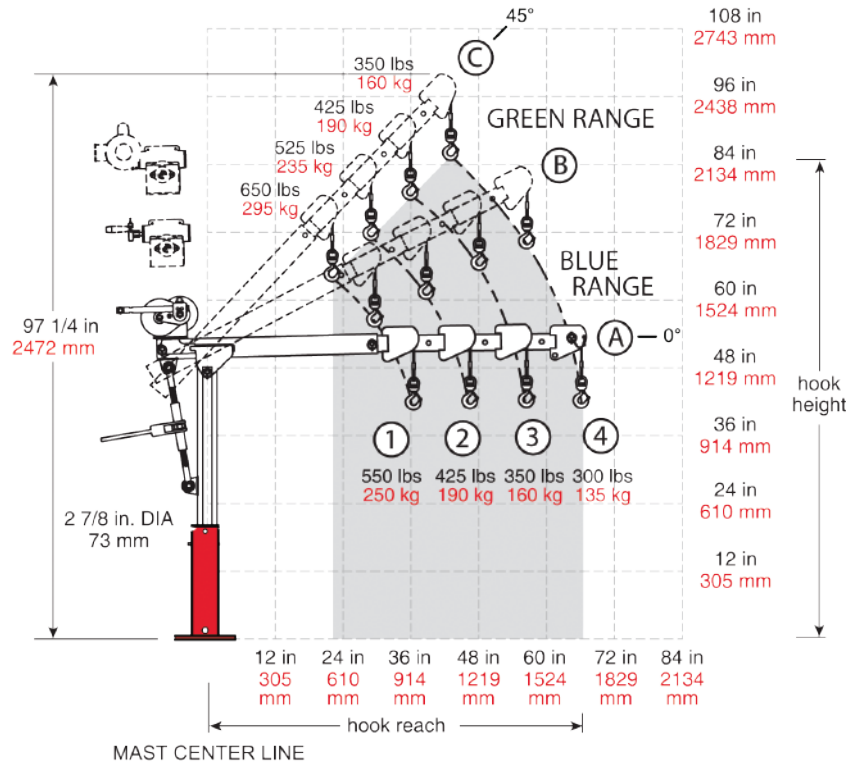 45°
108 in
2743 mm
C
350 lbs
160 kg
96 in
2438 mm
425 lbs
190 kg
GREEN RANGE
525 lbs
235 kg
B
84 in
2134 mm
650 lbs
295 kg
72 in
1829 mm
BLUE
RANGE
60 in
1524 mm
97 1/4 in
2472 mm
A
0°
48 in
1219 mm
hook
height
1
2
3
4
36 in
914 mm
550 lbs
250 kg
425 lbs
190 kg
350 lbs
160 kg
300 lbs
135 kg
24 in
610 mm
2 7/8 in. DIA
73 mm
12 in
305 mm
12 in
305
mm
24 in
610
mm
36 in
914
mm
48 in
1219
mm
60 in
1524
mm
72 in
1829
mm
84 in
2134
mm
hook reach
MAST CENTER LINE